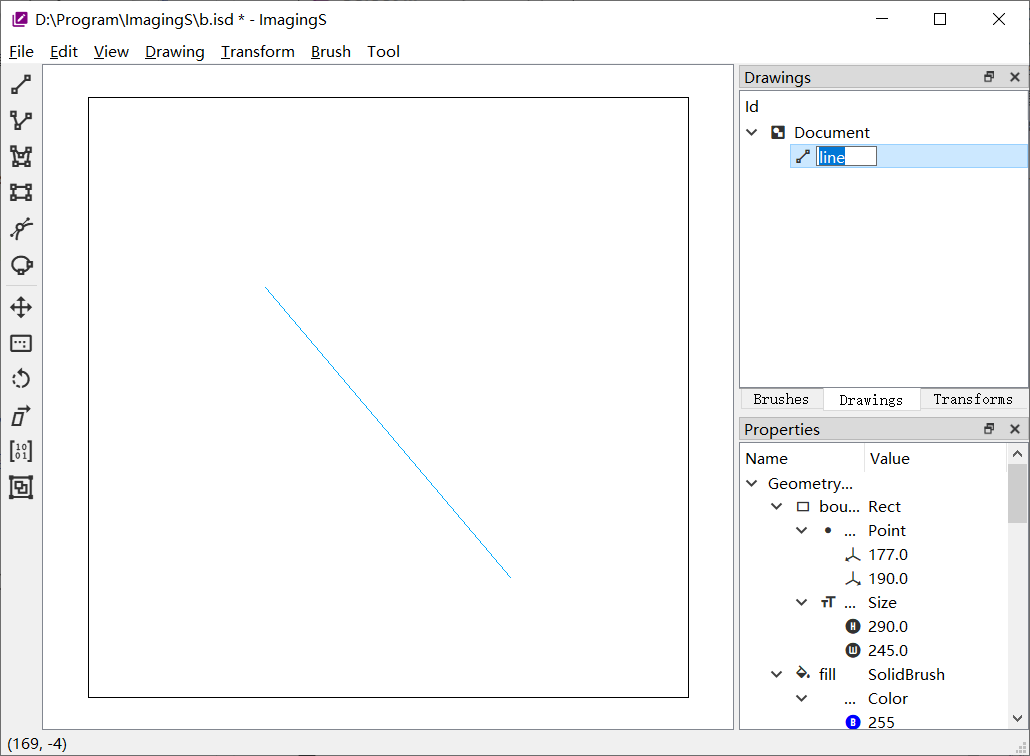 D:\Program\ImagingS\b.isd * - ImagingS
File Edit View Drawing Transform Brush Tool
Drawings
Id
Document
line
Brushes Drawings Transforms
Properties
Name Value
Geometry...
bou... Rect
... Point
177.0
190.0
... Size
H 290.0
W 245.0
fill SolidBrush
... Color
B 255
(169, -4)